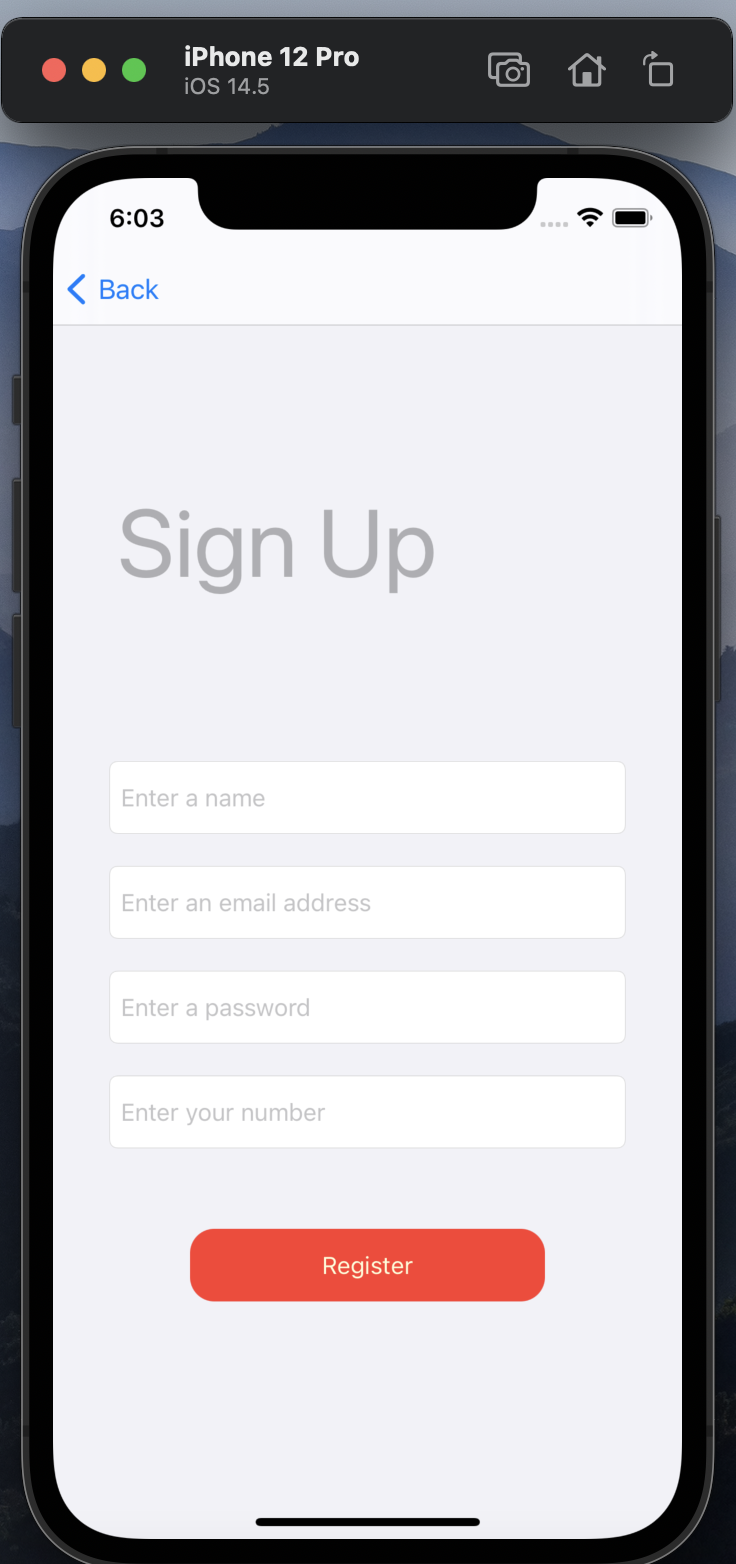 iPhone 12 Pro
iOS 14.5
6:03
Back
Sign Up
Enter a name
Enter an email address
Enter a password
Enter your number
Register